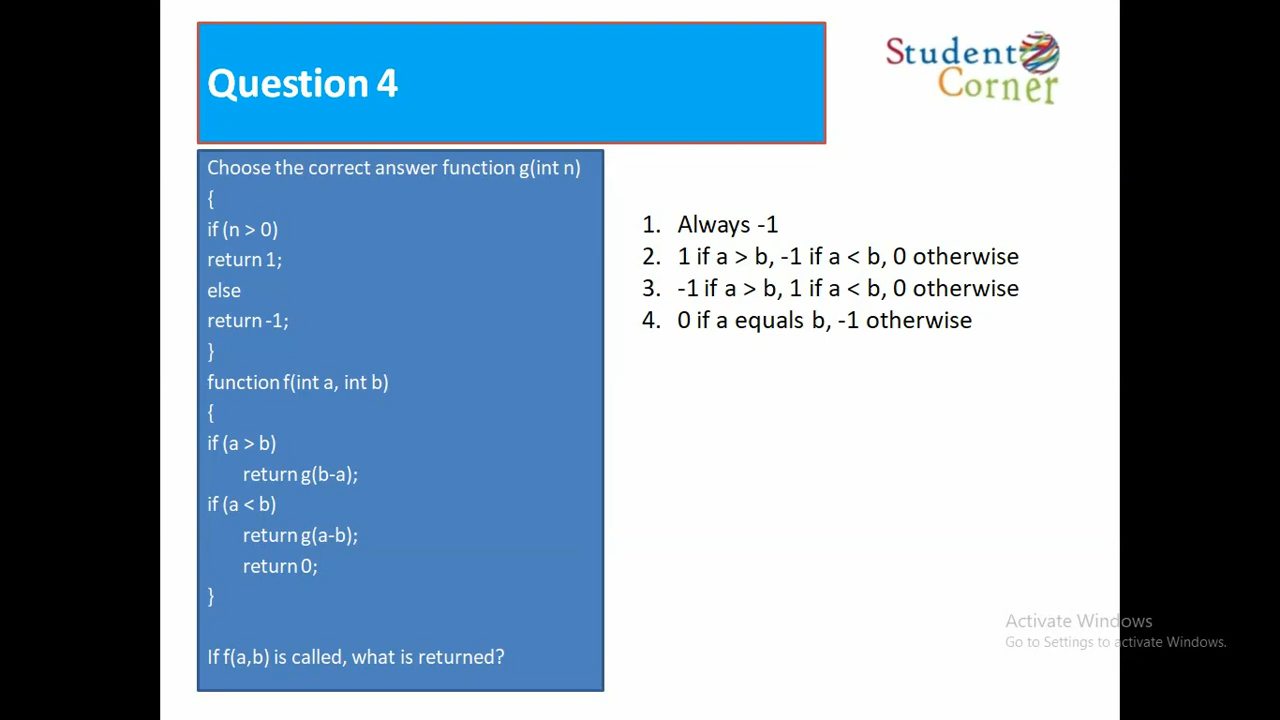 Question 4
Student
Corner
Choose the correct answer function g(int n)
{
if (n > 0)
return 1;
else
return -1;
}
function f(int a, int b)
{
if (a > b)
return g(b-a);
if (a < b)
return g(a-b);
return 0;
}
If f(a,b) is called, what is returned?
1. Always -1
2. 1 if a > b, -1 if a < b, 0 otherwise
3. -1 if a > b, 1 if a < b, 0 otherwise
4. 0 if a equals b, -1 otherwise
Activate Windows
Go to Settings to activate Windows.